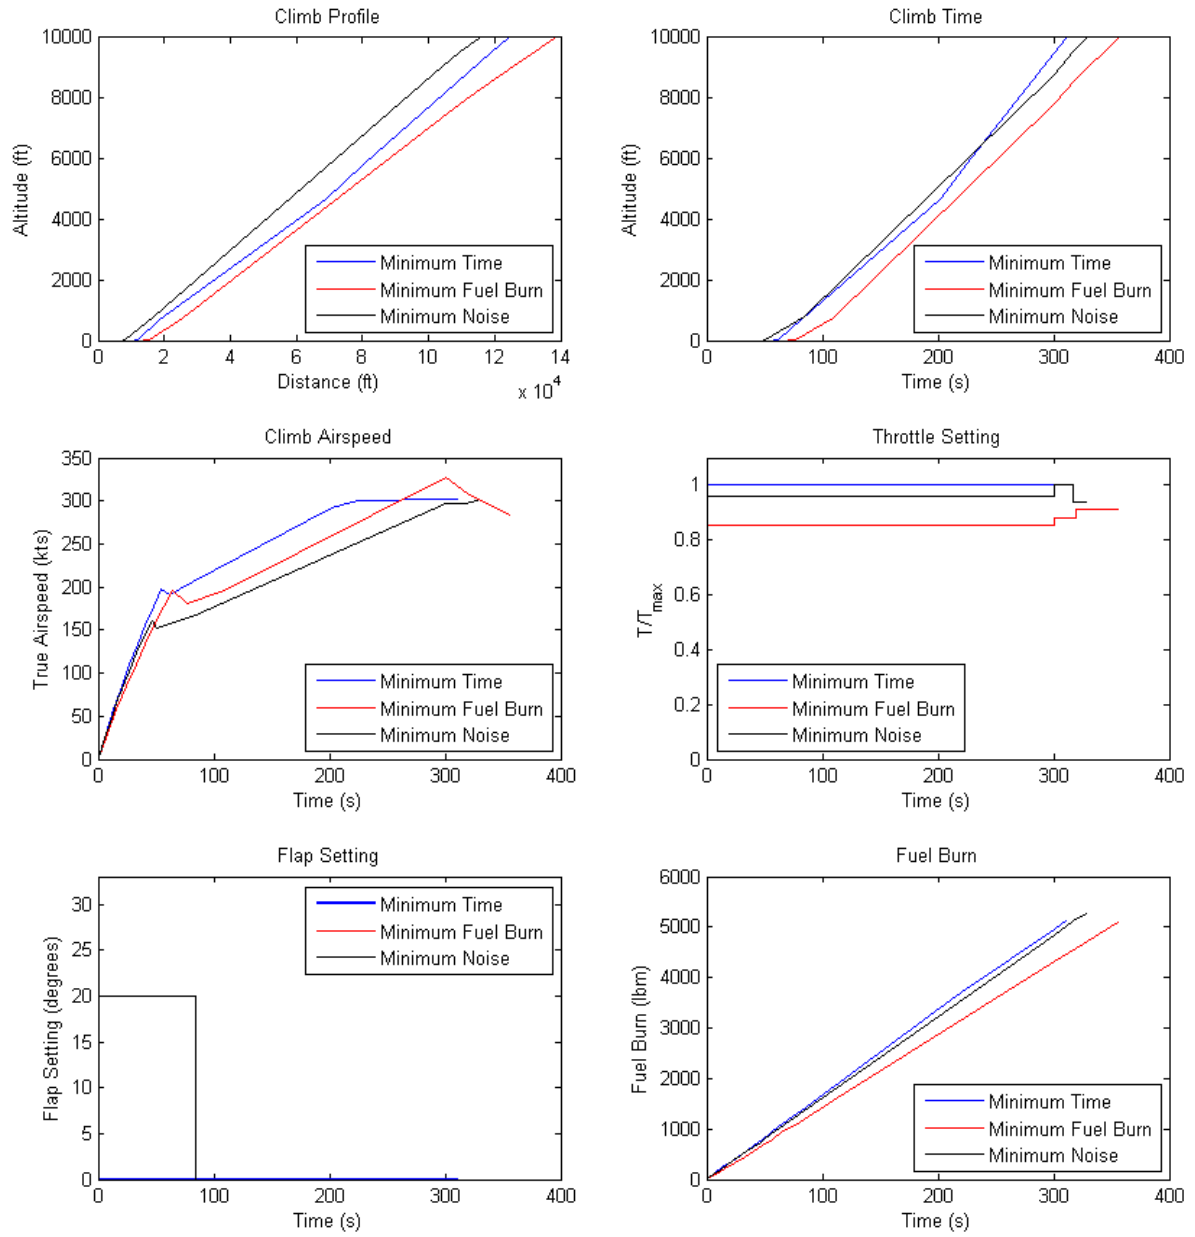 Climb Profile
10000
8000
6000
4000
2000
0
Altitude (ft)
Minimum Time
Minimum Fuel Burn
Minimum Noise
0 2 4 6 8 10 12 14
Distance (ft)
x 10^4
Climb Time
10000
8000
6000
4000
2000
0
Altitude (ft)
Minimum Time
Minimum Fuel Burn
Minimum Noise
0 100 200 300 400
Time (s)
Climb Airspeed
350
300
250
200
150
100
50
0
True Airspeed (kts)
Minimum Time
Minimum Fuel Burn
Minimum Noise
0 100 200 300 400
Time (s)
Throttle Setting
1
0.8
0.6
0.4
0.2
0
T/T_max
Minimum Time
Minimum Fuel Burn
Minimum Noise
0 100 200 300 400
Time (s)
Flap Setting
30
25
20
15
10
5
0
Flap Setting (degrees)
Minimum Time
Minimum Fuel Burn
Minimum Noise
0 100 200 300 400
Time (s)
Fuel Burn
6000
5000
4000
3000
2000
1000
0
Fuel Burn (lbm)
Minimum Time
Minimum Fuel Burn
Minimum Noise
0 100 200 300 400
Time (s)